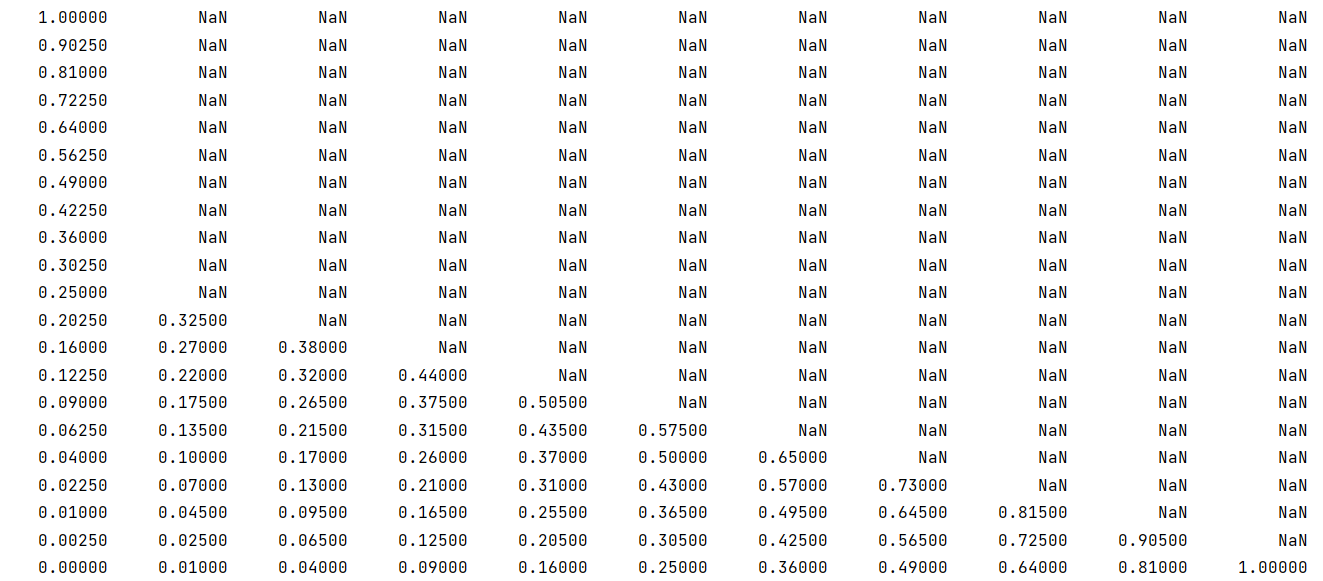 1.00000 NaN NaN NaN NaN NaN NaN NaN NaN NaN NaN
0.90250 NaN NaN NaN NaN NaN NaN NaN NaN NaN NaN
0.81000 NaN NaN NaN NaN NaN NaN NaN NaN NaN NaN
0.72250 NaN NaN NaN NaN NaN NaN NaN NaN NaN NaN
0.64000 NaN NaN NaN NaN NaN NaN NaN NaN NaN NaN
0.56250 NaN NaN NaN NaN NaN NaN NaN NaN NaN NaN
0.49000 NaN NaN NaN NaN NaN NaN NaN NaN NaN NaN
0.42250 NaN NaN NaN NaN NaN NaN NaN NaN NaN NaN
0.36000 NaN NaN NaN NaN NaN NaN NaN NaN NaN NaN
0.30250 NaN NaN NaN NaN NaN NaN NaN NaN NaN NaN
0.25000 NaN NaN NaN NaN NaN NaN NaN NaN NaN NaN
0.20250 0.32500 NaN NaN NaN NaN NaN NaN NaN NaN NaN
0.16000 0.27000 0.38000 NaN NaN NaN NaN NaN NaN NaN NaN
0.12250 0.22000 0.32000 0.44000 NaN NaN NaN NaN NaN NaN NaN
0.09000 0.17500 0.26500 0.37500 0.50500 NaN NaN NaN NaN NaN NaN
0.06250 0.13500 0.21500 0.31500 0.43500 0.57500 NaN NaN NaN NaN NaN
0.04000 0.10000 0.17000 0.26000 0.37000 0.50000 0.65000 NaN NaN NaN NaN
0.02250 0.07000 0.13000 0.21000 0.31000 0.43000 0.57000 0.73000 NaN NaN NaN
0.01000 0.04500 0.09500 0.16500 0.25500 0.36500 0.49500 0.64500 0.81500 NaN NaN
0.00250 0.02500 0.06500 0.12500 0.20500 0.30500 0.42500 0.56500 0.72500 0.90500 NaN
0.00000 0.01000 0.04000 0.09000 0.16000 0.25000 0.36000 0.49000 0.64000 0.81000 1.00000